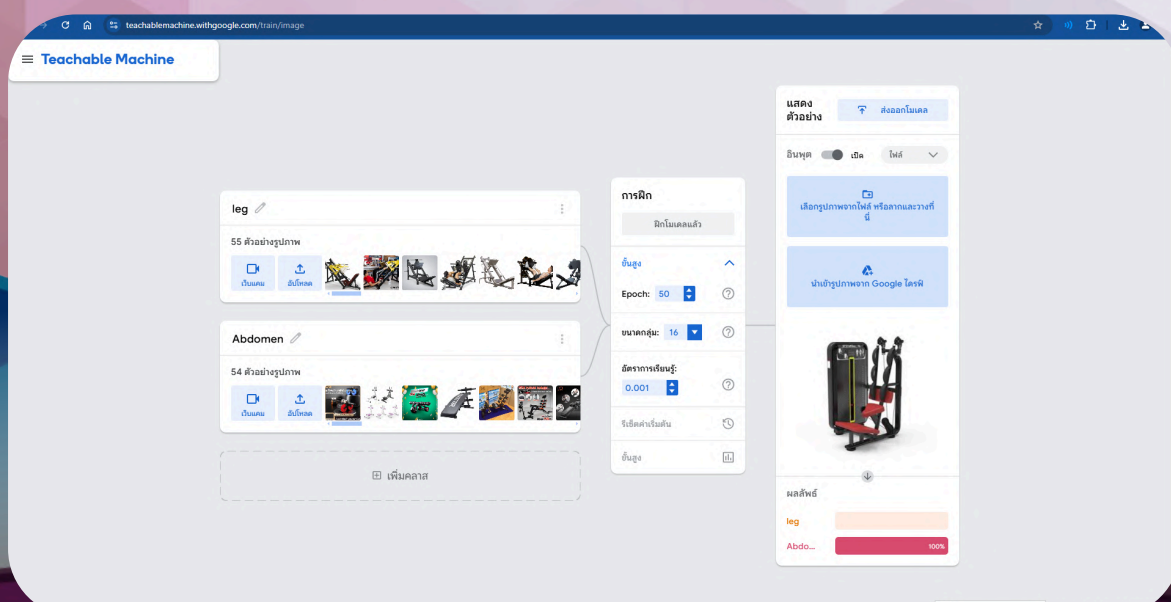 teachablemachine.withgoogle.com/train/image
Teachable Machine
leg
55 ตัวอย่างรูปภาพ
เว็บแคม
อัปโหลด
Abdomen
54 ตัวอย่างรูปภาพ
เว็บแคม
อัปโหลด
เพิ่มคลาส
การฝึก
ฝึกโมเดลแล้ว
ขั้นสูง
Epoch: 50
ขนาดกลุ่ม: 16
อัตราการเรียนรู้:
0.001
รีเซ็ตค่าเริ่มต้น
ขั้นสูง
แสดง
ตัวอย่าง
ส่งออกโมเดล
อินพุต
เปิด
ไฟล์
เลือกรูปภาพจากไฟล์ หรือลากและวางที่
นี่
นำเข้ารูปภาพจาก Google ไดรฟ์
ผลลัพธ์
leg
Abdo...
100%